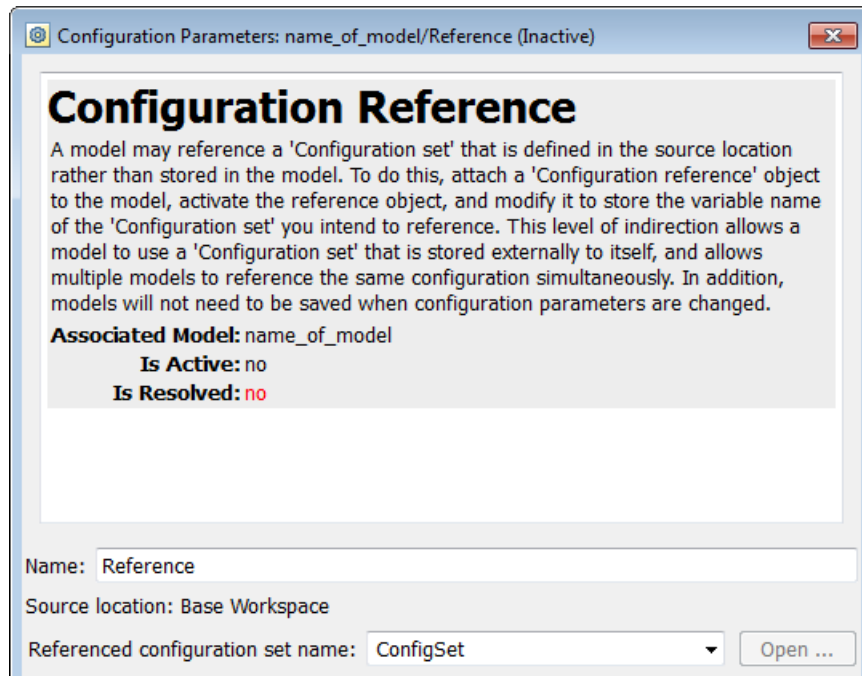 Configuration Parameters: name_of_model/Reference (Inactive)
Configuration Reference
A model may reference a 'Configuration set' that is defined in the source location
rather than stored in the model. To do this, attach a 'Configuration reference' object
to the model, activate the reference object, and modify it to store the variable name
of the 'Configuration set' you intend to reference. This level of indirection allows a
model to use a 'Configuration set' that is stored externally to itself, and allows
multiple models to reference the same configuration simultaneously. In addition,
models will not need to be saved when configuration parameters are changed.
Associated Model: name_of_model
Is Active: no
Is Resolved: no
Name: Reference
Source location: Base Workspace
Referenced configuration set name: ConfigSet Open ...